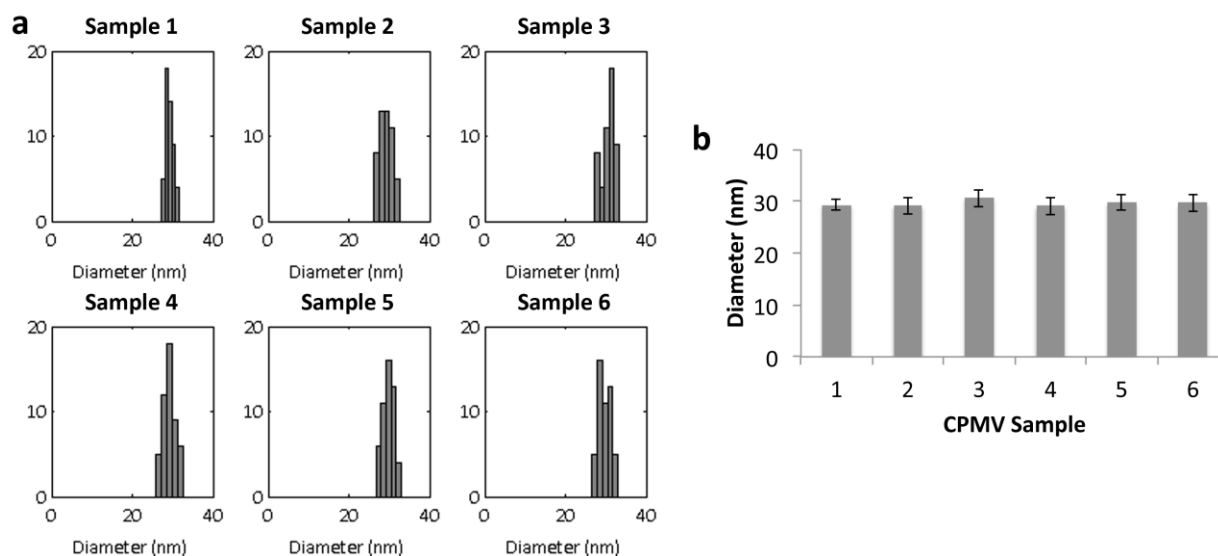 a
Sample 1
Sample 2
Sample 3
20
10
0
0 20 40
Diameter (nm)
20
10
0
0 20 40
Diameter (nm)
20
10
0
0 20 40
Diameter (nm)
Sample 4
Sample 5
Sample 6
20
10
0
0 20 40
Diameter (nm)
20
10
0
0 20 40
Diameter (nm)
20
10
0
0 20 40
Diameter (nm)
b
Diameter (nm)
40
30
20
10
0
1 2 3 4 5 6
CPMV Sample